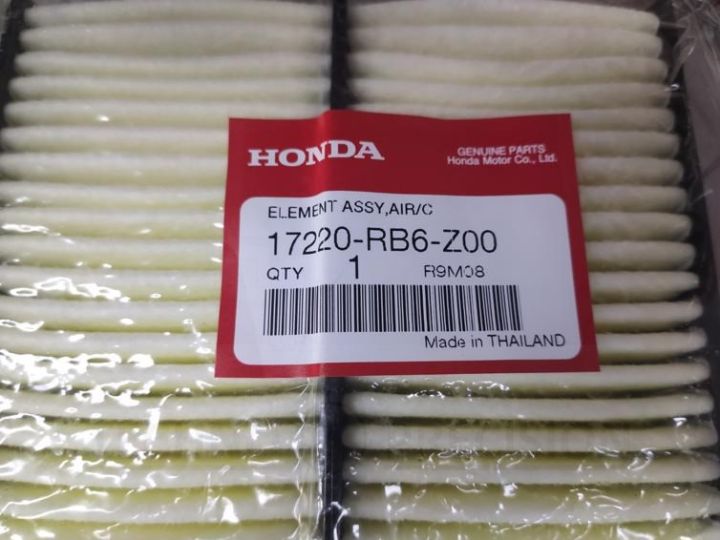 HONDA
GENUINE PARTS
Honda Motor Co., Ltd.
ELEMENT ASSY,AIR/C
17220-RB6-Z00
QTY 1 R9M08
Made in THAILAND